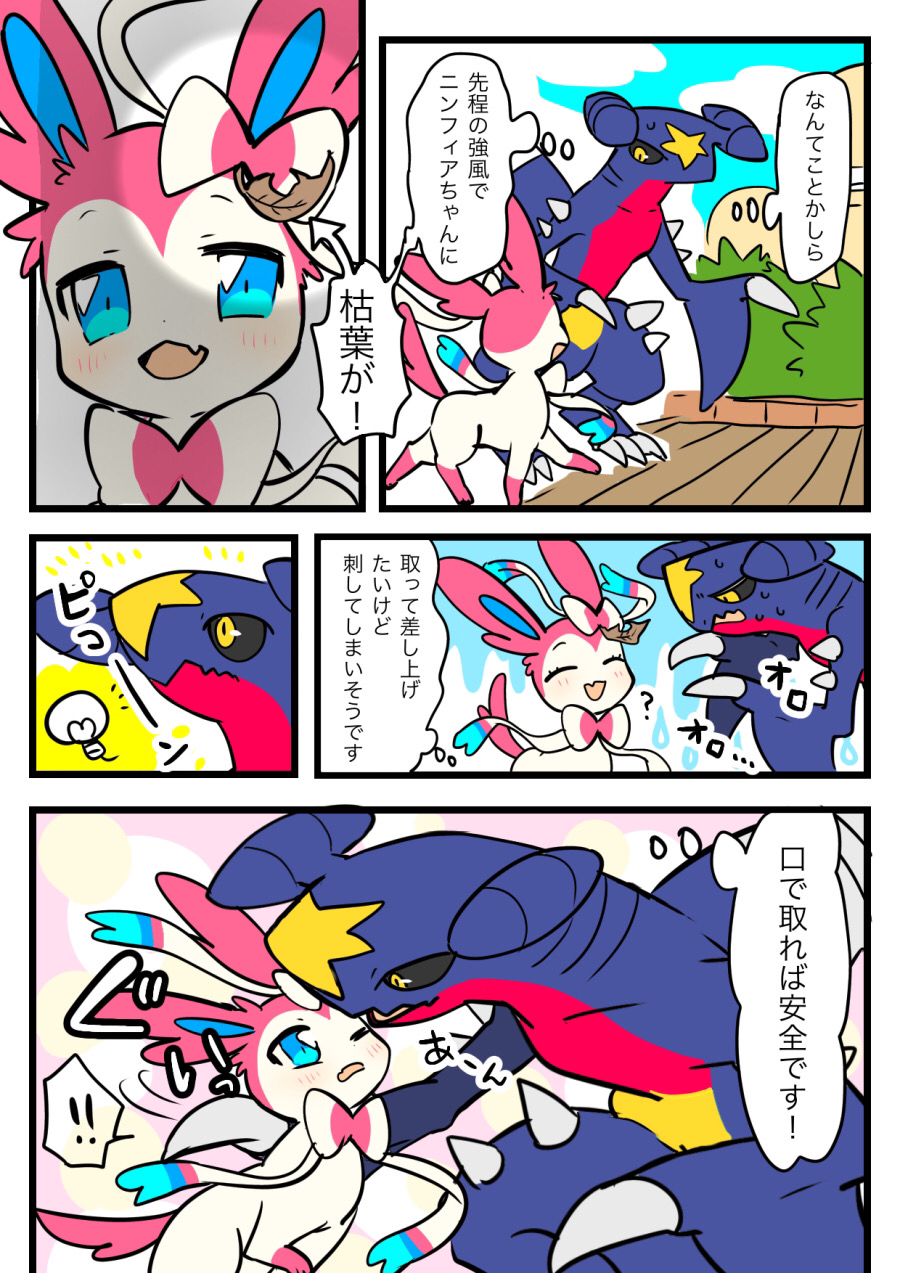 なんてことかしら
先程の強風で
ニンフィアちゃんに
枯葉が！
取って差し上げ
たいけど
刺してしまいそうです
?
オロ
オロ…
ピっーン
口で取れば安全です！
あーん
ぐいっ
!!